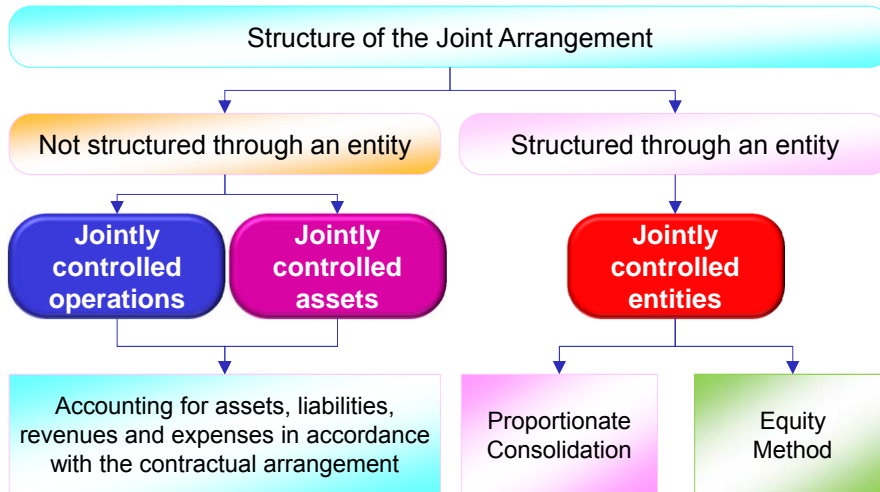 Structure of the Joint Arrangement
Not structured through an entity
Structured through an entity
Jointly
controlled
operations
Jointly
controlled
assets
Jointly
controlled
entities
Accounting for assets, liabilities,
revenues and expenses in accordance
with the contractual arrangement
Proportionate
Consolidation
Equity
Method